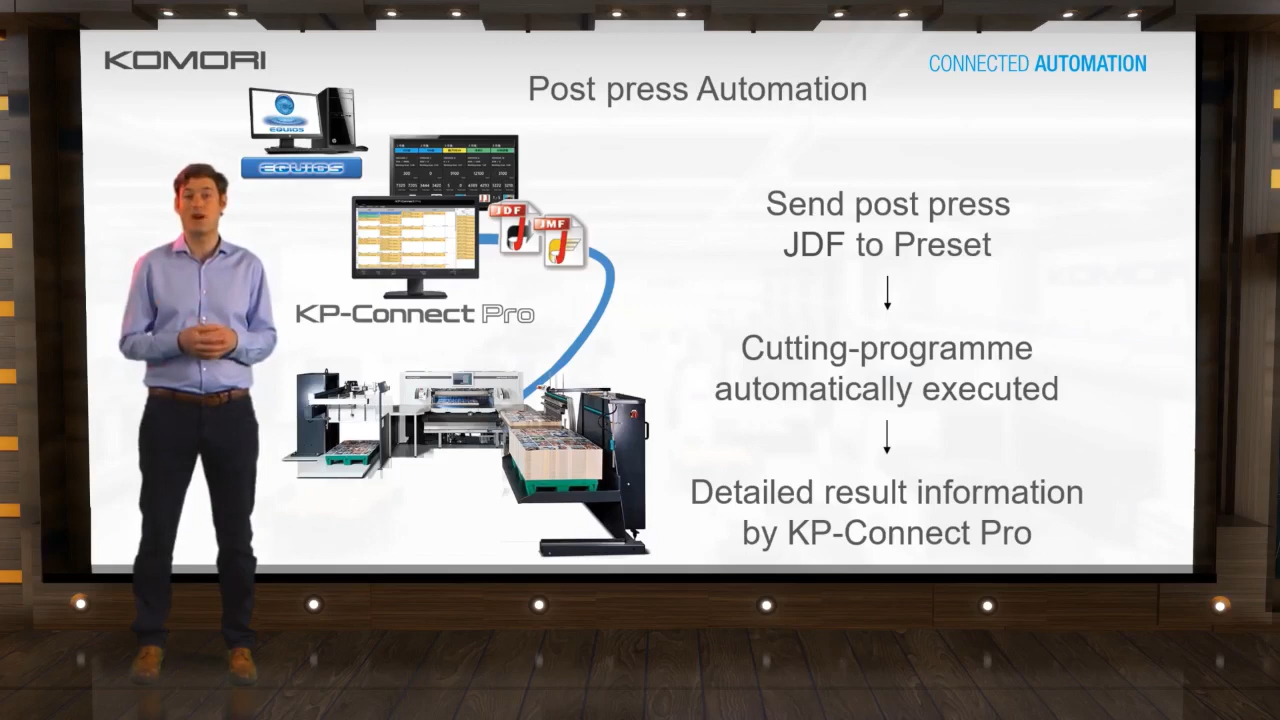 KOMORI
CONNECTED AUTOMATION
Post press Automation
EQUIOS
EQUIOS
JDF
JMF
KP-Connect Pro
Send post press
JDF to Preset
Cutting-programme
automatically executed
Detailed result information
by KP-Connect Pro